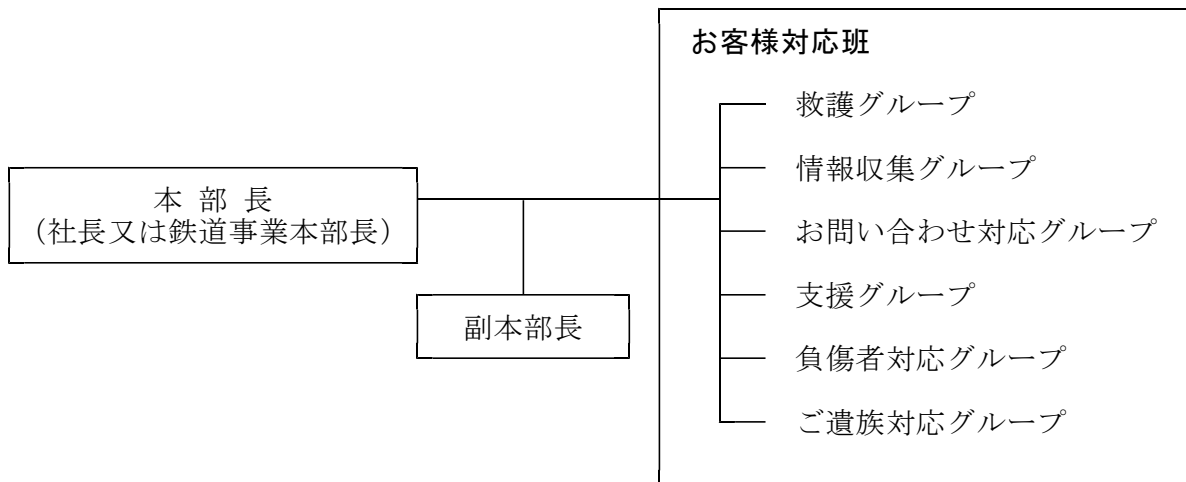 お客様対応班
救護グループ
情報収集グループ
お問い合わせ対応グループ
支援グループ
負傷者対応グループ
ご遺族対応グループ
本 部 長
（社長又は鉄道事業本部長）
副本部長